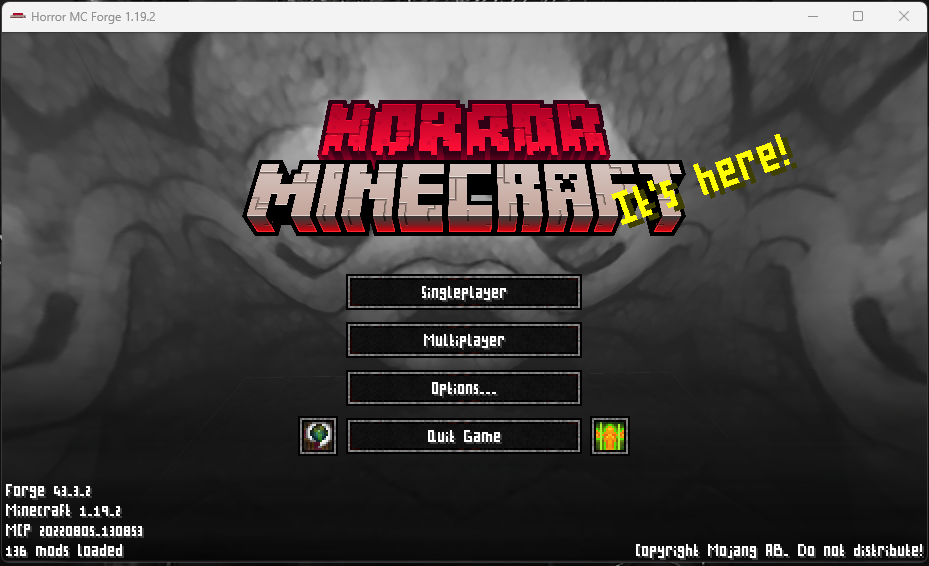 Horror MC Forge 1.19.2
HORROR
MINECRAFT
It's here!
Singleplayer
Multiplayer
Options...
Quit Game
Forge 43.3.2
Minecraft 1.19.2
MCP 20220805.130853
136 mods loaded
Copyright Mojang AB. Do not distribute!